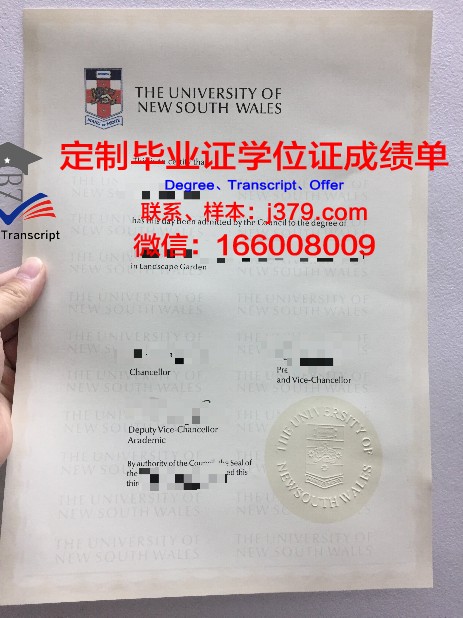 THE UNIVERSITY OF
NEW SOUTH WALES
定制毕业证学位证成绩单
Degree、Transcript、Offer
联系、样本：j379.com
has this day been admitted by the Council to the degree of
微信：166008009
Transcript
in Landscape Garden
Chancellor
and Vice-Chancellor
Deputy Vice-Chancellor
Academic
By authority of the Council the Seal of
the
ed this
THE UNIVERSITY OF
NEW SOUTH WALES